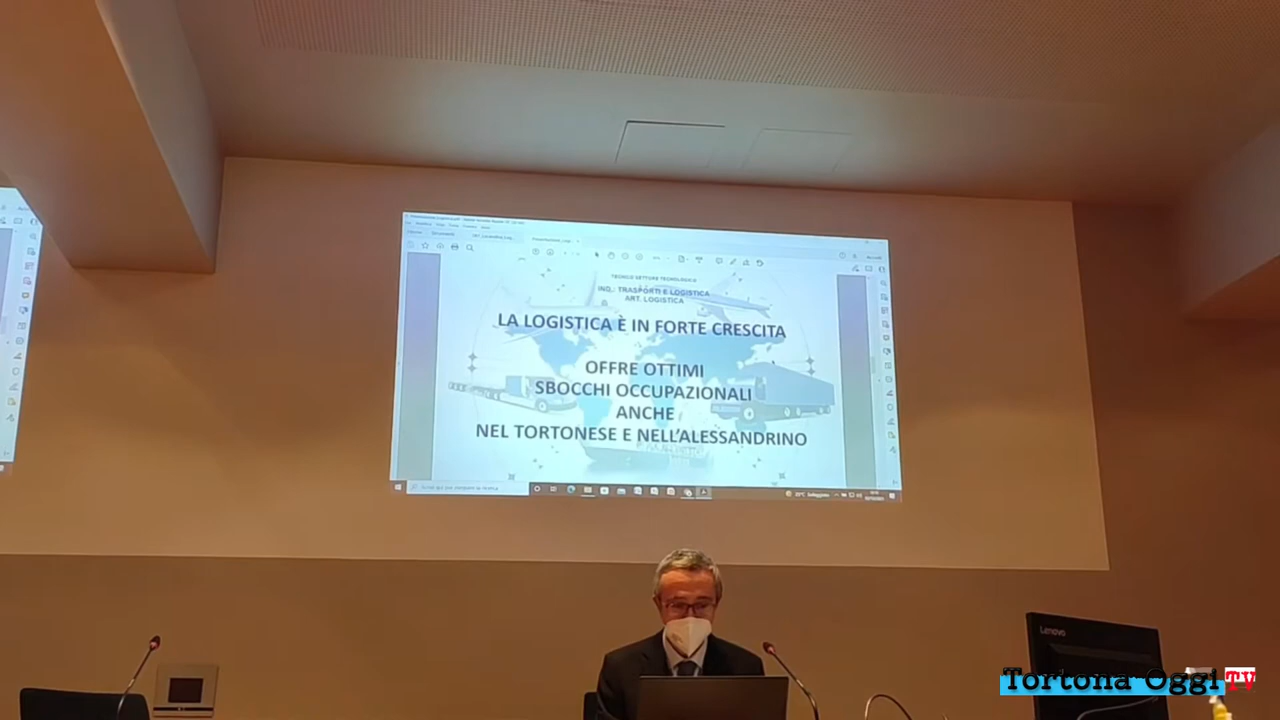 TECNICO SETTORE TECNOLOGICO
IND.: TRASPORTI E LOGISTICA
ART. LOGISTICA
LA LOGISTICA È IN FORTE CRESCITA
OFFRE OTTIMI
SBOCCHI OCCUPAZIONALI
ANCHE
NEL TORTONESE E NELL'ALESSANDRINO
Lenovo
Tortona Oggi TV